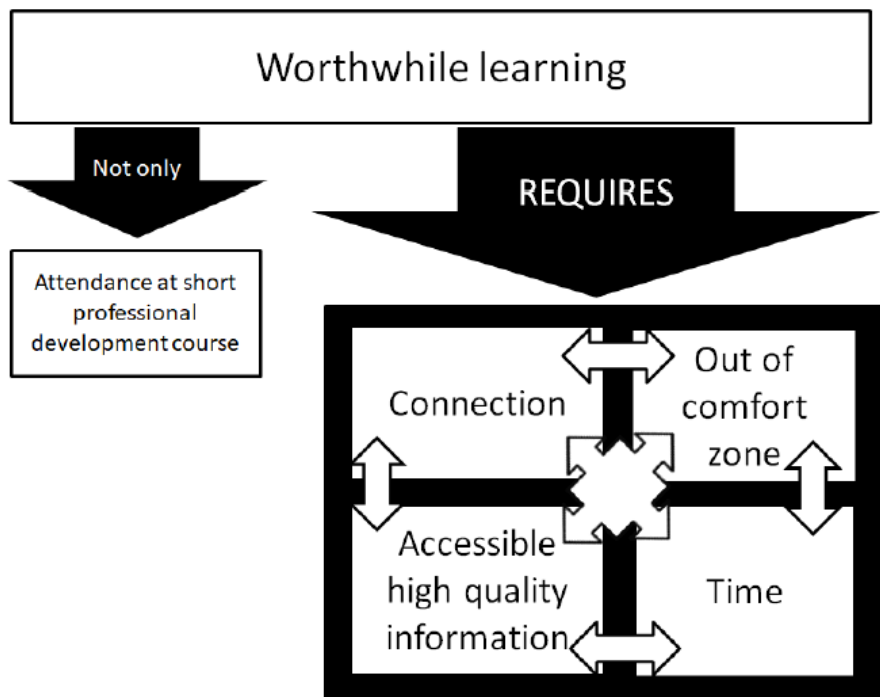 Worthwhile learning
Not only
REQUIRES
Attendance at short
professional
development course
Connection
Out of
comfort
zone
Accessible
high quality
information
Time